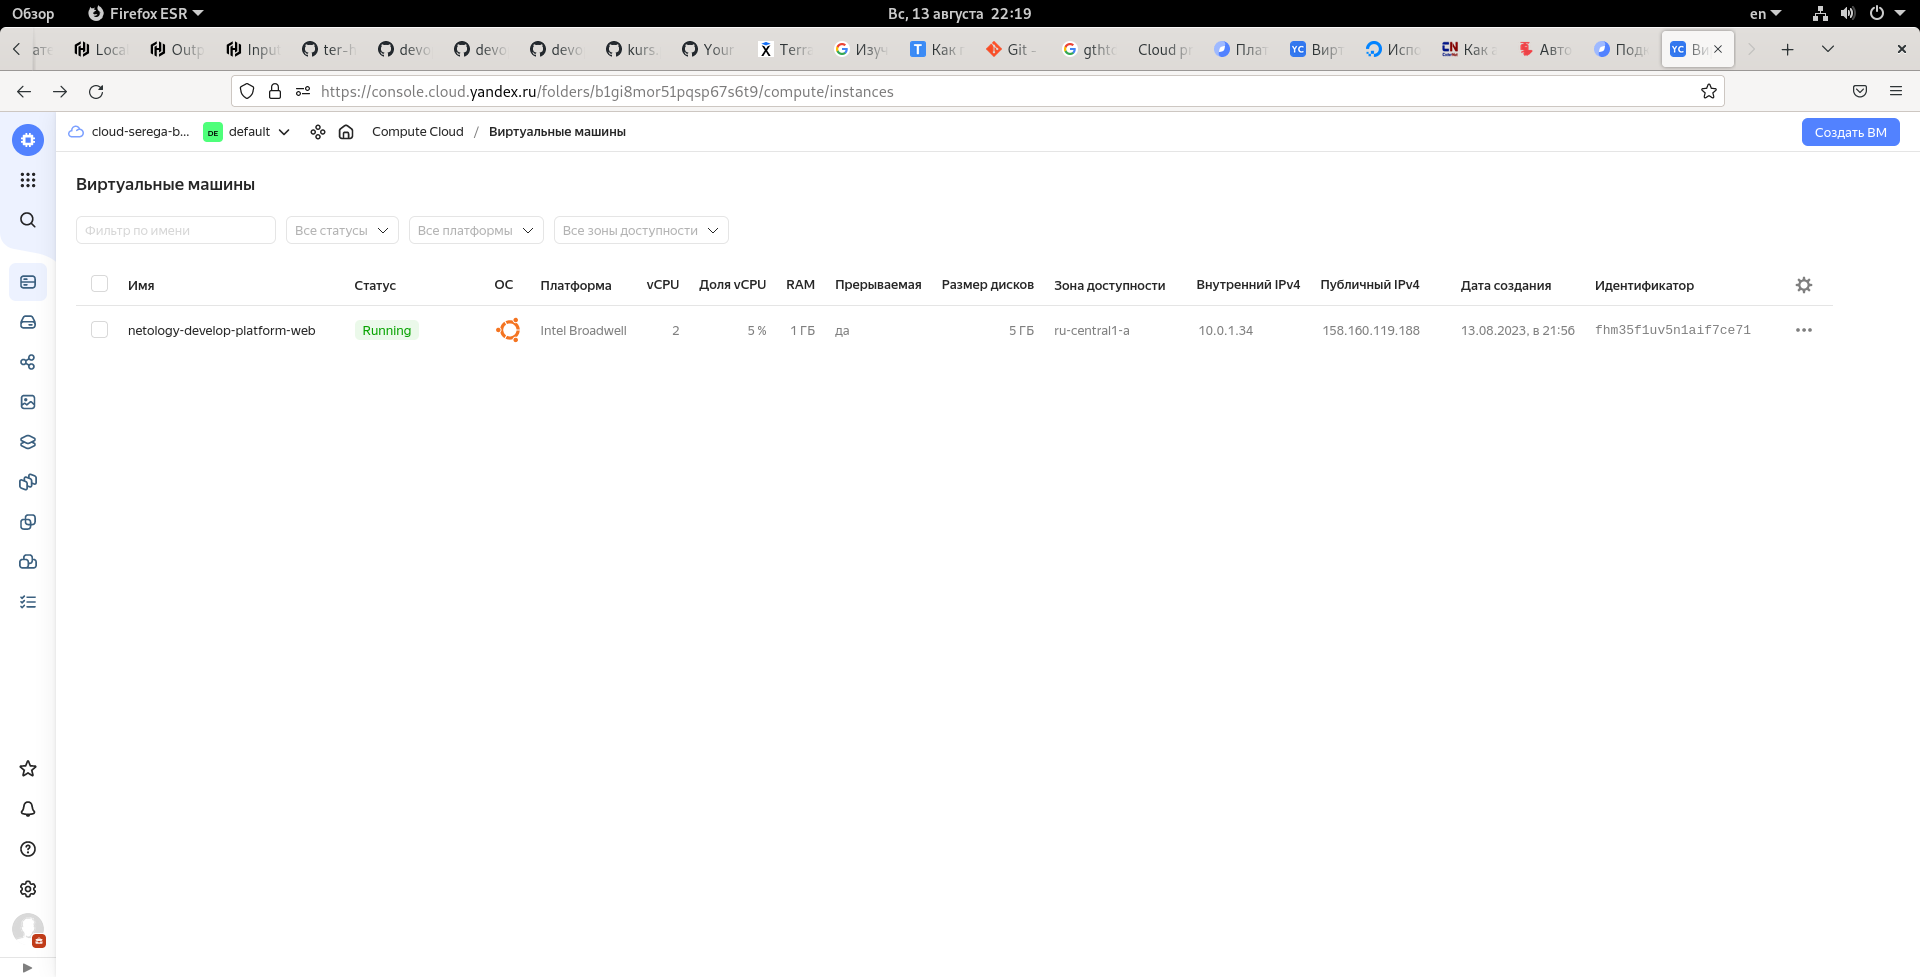 Обзор Firefox ESR Вс, 13 августа 22:19 en
Loca Outp Inpu ter-h devo devo devo kurs. Your Terra Изуч Как Git - gthto Cloud pr Плат Вирт Испо Как Авто Подк Ви
https://console.cloud.yandex.ru/folders/b1gi8mor51pqsp67s6t9/compute/instances
cloud-serega-b... DE default Compute Cloud / Виртуальные машины Создать ВМ
Виртуальные машины
Фильтр по имени Все статусы Все платформы Все зоны доступности
Имя Статус ОС Платформа vCPU Доля vCPU RAM Прерываемая Размер дисков Зона доступности Внутренний IPv4 Публичный IPv4 Дата создания Идентификатор
netology-develop-platform-web Running Intel Broadwell 2 5 % 1 ГБ да 5 ГБ ru-central1-a 10.0.1.34 158.160.119.188 13.08.2023, в 21:56 fhm35f1uv5n1aif7ce71